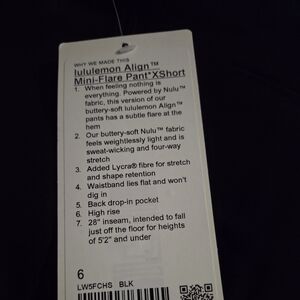 WHY WE MADE THIS
lululemon Align™
Mini-Flare Pant*XShort
1. When feeling nothing is
everything. Powered by Nulu™
fabric, this version of our
buttery-soft lululemon Align™
pants has a subtle flare at the
hem
2. Our buttery-soft Nulu™ fabric
feels weightlessly light and is
sweat-wicking and four-way
stretch
3. Added Lycra® fibre for stretch
and shape retention
4. Waistband lies flat and won't
dig in
5. Back drop-in pocket
6. High rise
7. 28" inseam, intended to fall
just off the floor for heights
of 5'2" and under
6
LW5FCHS BLK